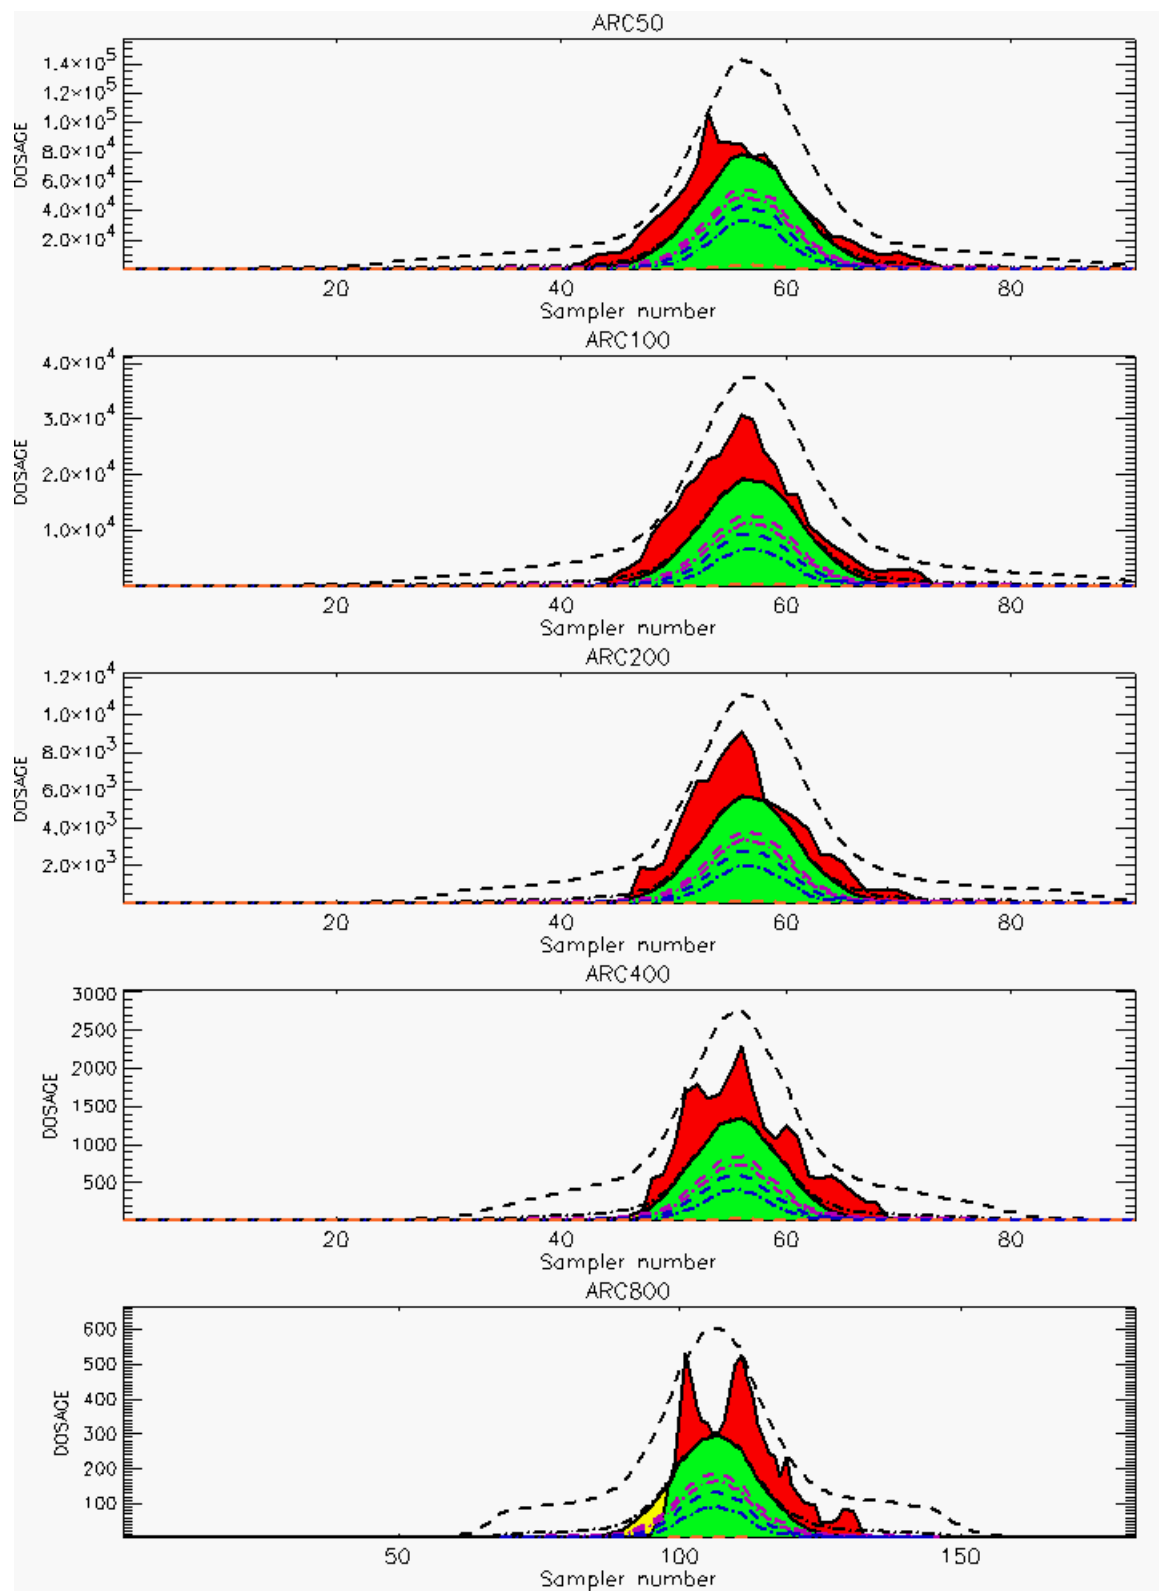 ARC50
1.4×10⁵
1.2×10⁵
1.0×10⁵
8.0×10⁴
6.0×10⁴
4.0×10⁴
2.0×10⁴
DOSAGE
20 40 60 80
Sampler number
ARC100
4.0×10⁴
3.0×10⁴
2.0×10⁴
1.0×10⁴
DOSAGE
20 40 60 80
Sampler number
ARC200
1.2×10⁴
1.0×10⁴
8.0×10³
6.0×10³
4.0×10³
2.0×10³
DOSAGE
20 40 60 80
Sampler number
ARC400
3000
2500
2000
1500
1000
500
DOSAGE
20 40 60 80
Sampler number
ARC800
600
500
400
300
200
100
DOSAGE
50 100 150
Sampler number